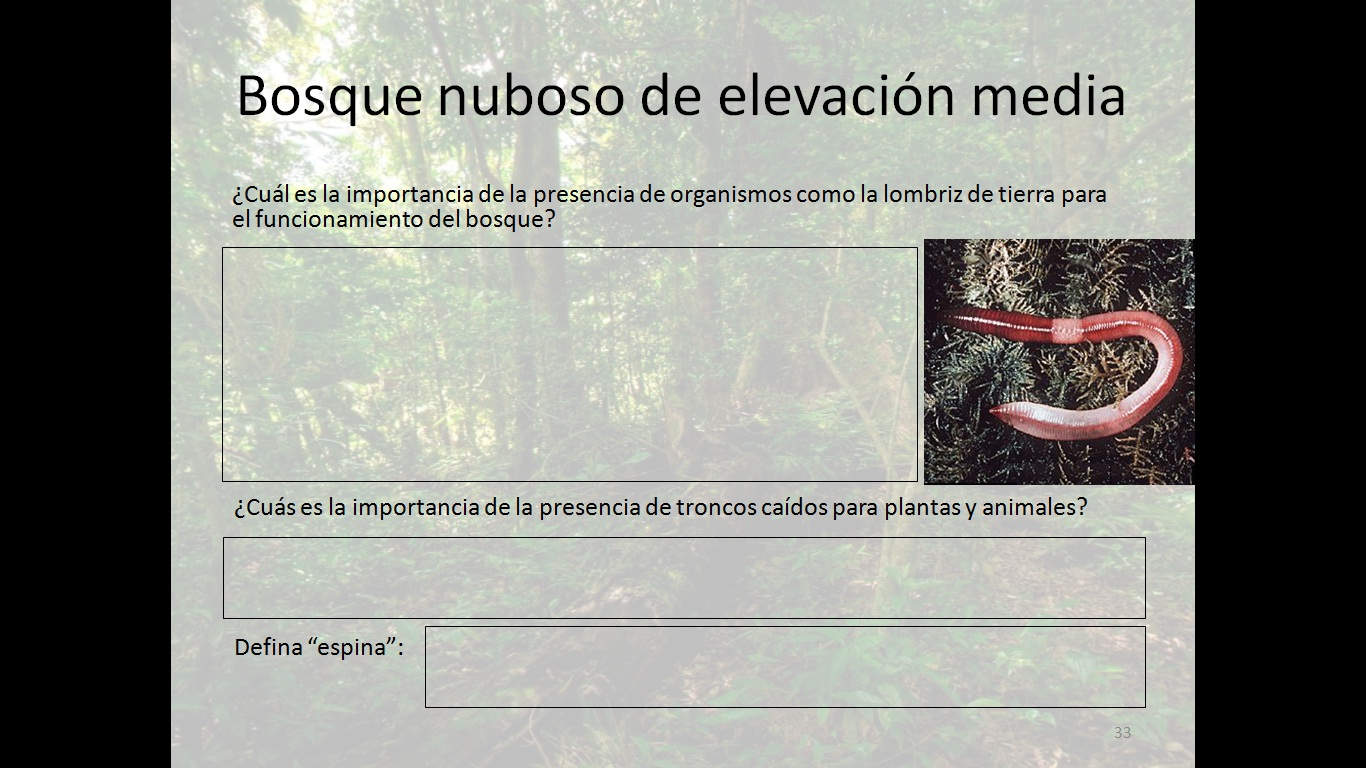 Bosque nuboso de elevación media
¿Cuál es la importancia de la presencia de organismos como la lombriz de tierra para
el funcionamiento del bosque?
¿Cuás es la importancia de la presencia de troncos caídos para plantas y animales?
Defina “espina”:
33